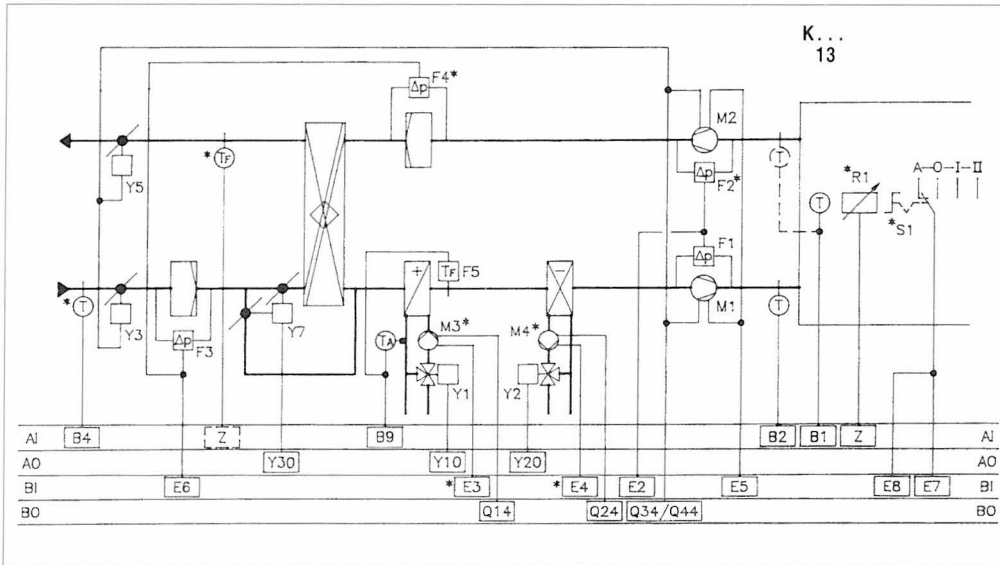 K...
13
Δp F4*
M2
* TF
T
Y5
Δp F2*
*R1
A-O-I-II
T
*S1
F1
TF F5
+
−
Δp
* T
Y3
Y7
M1
T
Δp F3
TA
M3*
M4*
Y1
Y2
AI B4 Z B9 B2 B1 Z AI
AO Y30 Y10 Y20 AO
BI E6 * E3 * E4 E2 E5 E8 E7 BI
BO Q14 Q24 Q34/Q44 BO